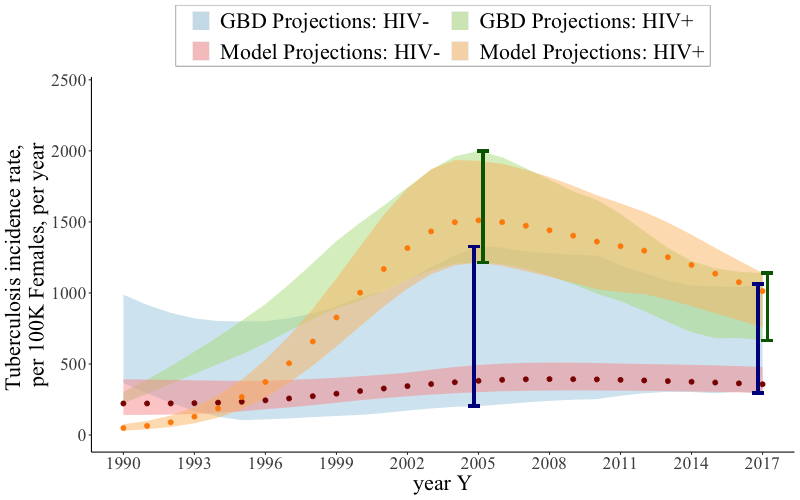 GBD Projections: HIV- GBD Projections: HIV+
Model Projections: HIV- Model Projections: HIV+
Tuberculosis incidence rate,
per 100K Females, per year
2500
2000
1500
1000
500
0
1990 1993 1996 1999 2002 2005 2008 2011 2014 2017
year Y